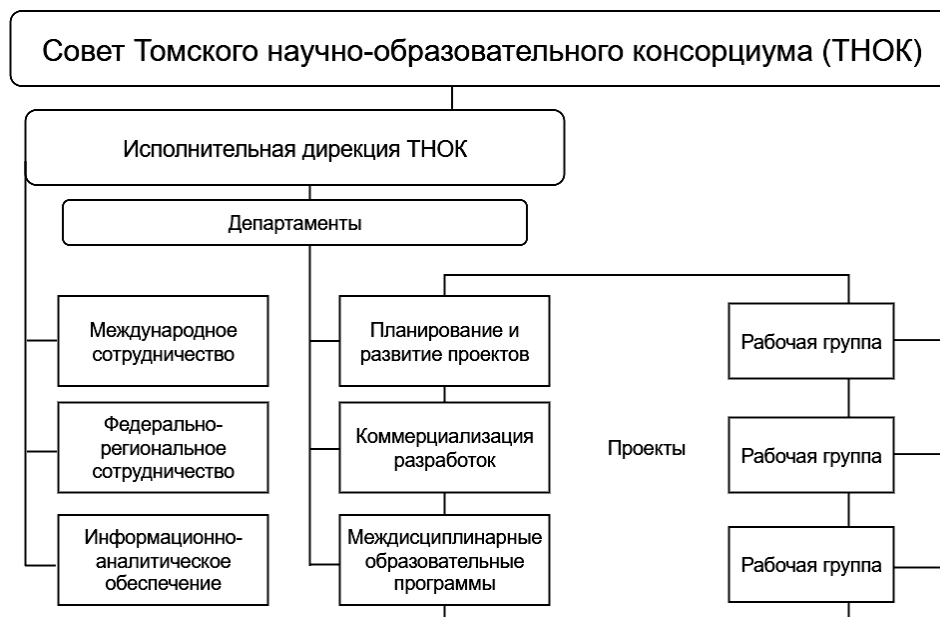 Совет Томского научно-образовательного консорциума (ТНОК)
Исполнительная дирекция ТНОК
Департаменты
Международное
сотрудничество
Планирование и
развитие проектов
Рабочая группа
Федерально-
региональное
сотрудничество
Коммерциализация
разработок
Проекты
Рабочая группа
Информационно-
аналитическое
обеспечение
Междисциплинарные
образовательные
программы
Рабочая группа